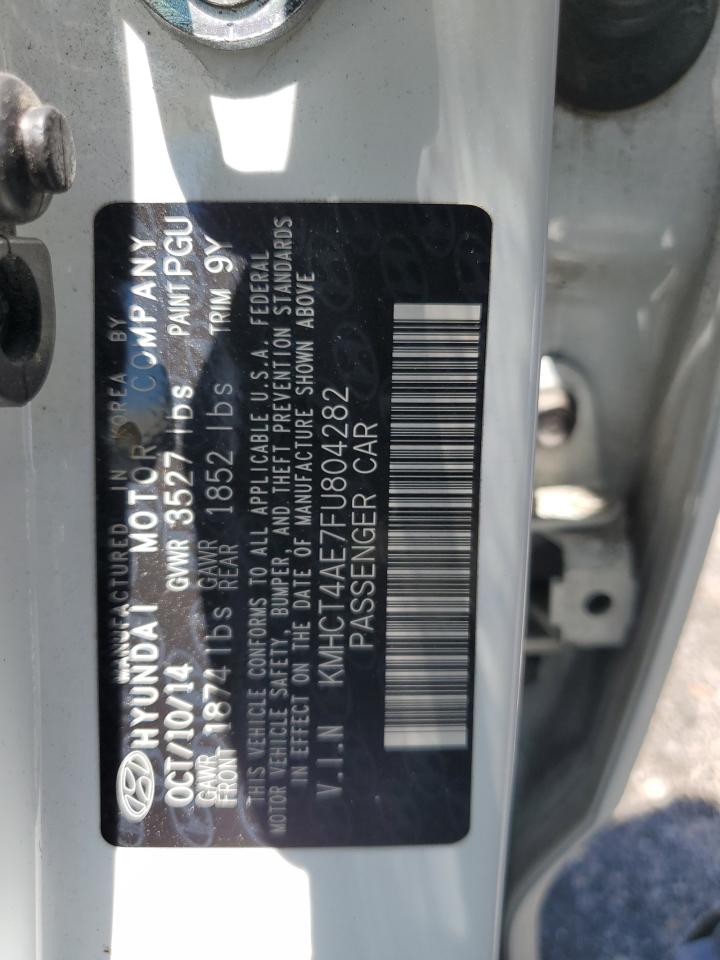 MANUFACTURED IN KOREA BY
HYUNDAI MOTOR COMPANY
OCT/10/14 GVWR 3527 lbs PAINT PGU
GAWR FRONT 1874 lbs GAWR REAR 1852 lbs TRIM 9Y
THIS VEHICLE CONFORMS TO ALL APPLICABLE U.S.A. FEDERAL
MOTOR VEHICLE SAFETY, BUMPER, AND THEFT PREVENTION STANDARDS
IN EFFECT ON THE DATE OF MANUFACTURE SHOWN ABOVE
V.I.N KMHCT4AE7FU804282
PASSENGER CAR